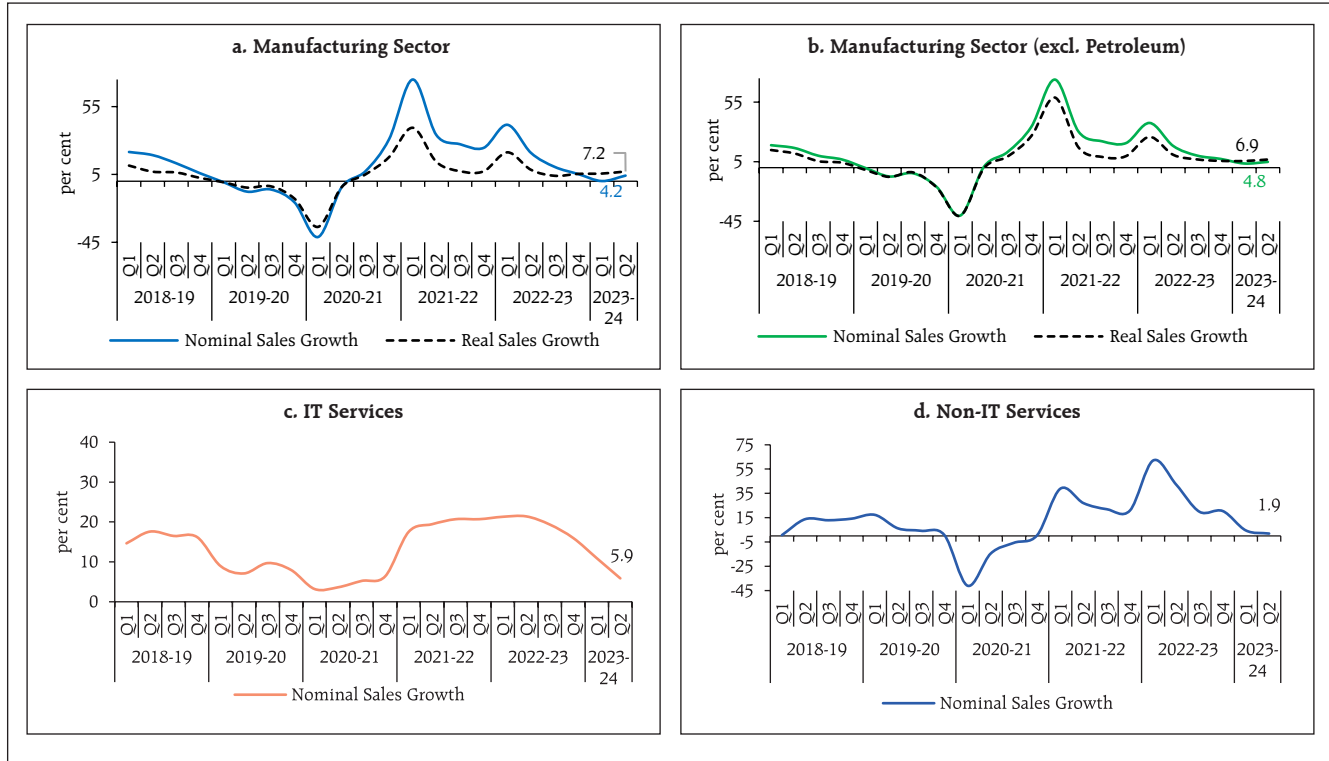 a. Manufacturing Sector
per cent
55
5
-45
7.2
4.2
Q1 Q2 Q3 Q4 Q1 Q2 Q3 Q4 Q1 Q2 Q3 Q4 Q1 Q2 Q3 Q4 Q1 Q2 Q3 Q4 Q1 Q2
2018-19 2019-20 2020-21 2021-22 2022-23 2023-
24
Nominal Sales Growth Real Sales Growth
b. Manufacturing Sector (excl. Petroleum)
per cent
55
5
-45
6.9
4.8
Q1 Q2 Q3 Q4 Q1 Q2 Q3 Q4 Q1 Q2 Q3 Q4 Q1 Q2 Q3 Q4 Q1 Q2 Q3 Q4 Q1 Q2
2018-19 2019-20 2020-21 2021-22 2022-23 2023-
24
Nominal Sales Growth Real Sales Growth
c. IT Services
per cent
40
30
20
10
0
5.9
Q1 Q2 Q3 Q4 Q1 Q2 Q3 Q4 Q1 Q2 Q3 Q4 Q1 Q2 Q3 Q4 Q1 Q2 Q3 Q4 Q1 Q2
2018-19 2019-20 2020-21 2021-22 2022-23 2023-
24
Nominal Sales Growth
d. Non-IT Services
per cent
75
55
35
15
-5
-25
-45
1.9
Q1 Q2 Q3 Q4 Q1 Q2 Q3 Q4 Q1 Q2 Q3 Q4 Q1 Q2 Q3 Q4 Q1 Q2 Q3 Q4 Q1 Q2
2018-19 2019-20 2020-21 2021-22 2022-23 2023-
24
Nominal Sales Growth